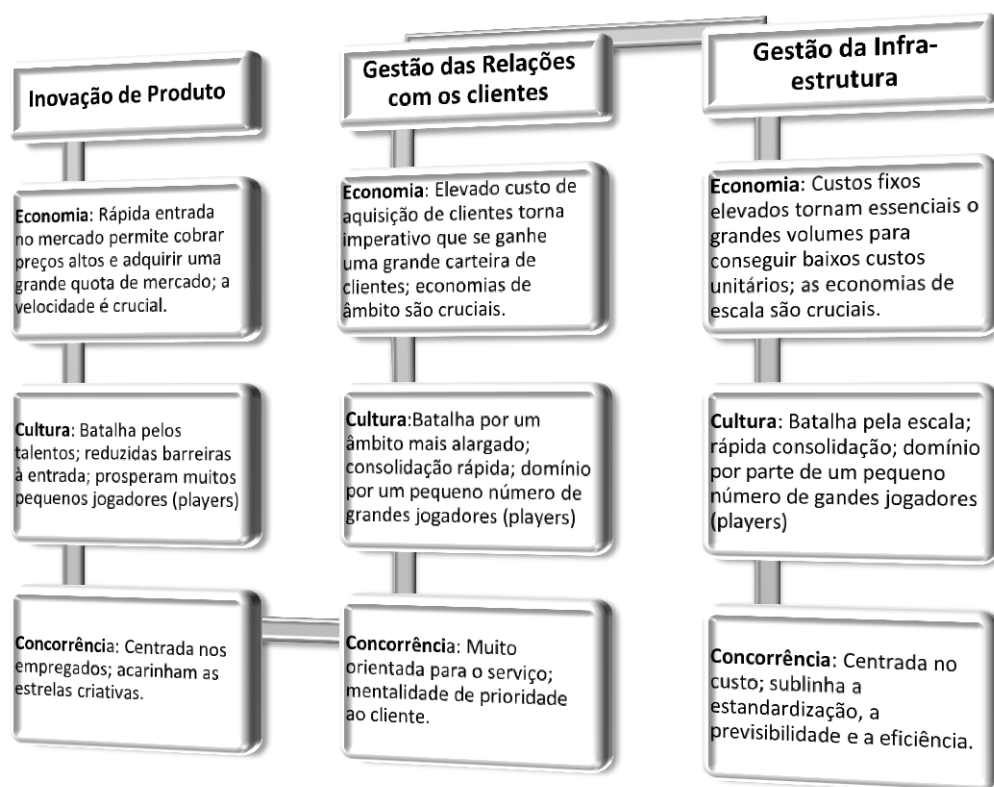 Inovação de Produto
Economia: Rápida entrada
no mercado permite cobrar
preços altos e adquirir uma
grande quota de mercado; a
velocidade é crucial.
Cultura: Batalha pelos
talentos; reduzidas barreiras
à entrada; prosperam muitos
pequenos jogadores (players)
Concorrência: Centrada nos
empregados; acarinham as
estrelas criativas.
Gestão das Relações
com os clientes
Economia: Elevado custo de
aquisição de clientes torna
imperativo que se ganhe
uma grande carteira de
clientes; economias de
âmbito são cruciais.
Cultura:Batalha por um
âmbito mais alargado;
consolidação rápida; domínio
por um pequeno número de
grandes jogadores (players)
Concorrência: Muito
orientada para o serviço;
mentalidade de prioridade
ao cliente.
Gestão da Infra-
estrutura
Economia: Custos fixos
elevados tornam essenciais o
grandes volumes para
conseguir baixos custos
unitários; as economias de
escala são cruciais.
Cultura: Batalha pela escala;
rápida consolidação; domínio
por parte de um pequeno
número de gandes jogadores
(players)
Concorrência: Centrada no
custo; sublinha a
estandardização, a
previsibilidade e a eficiência.